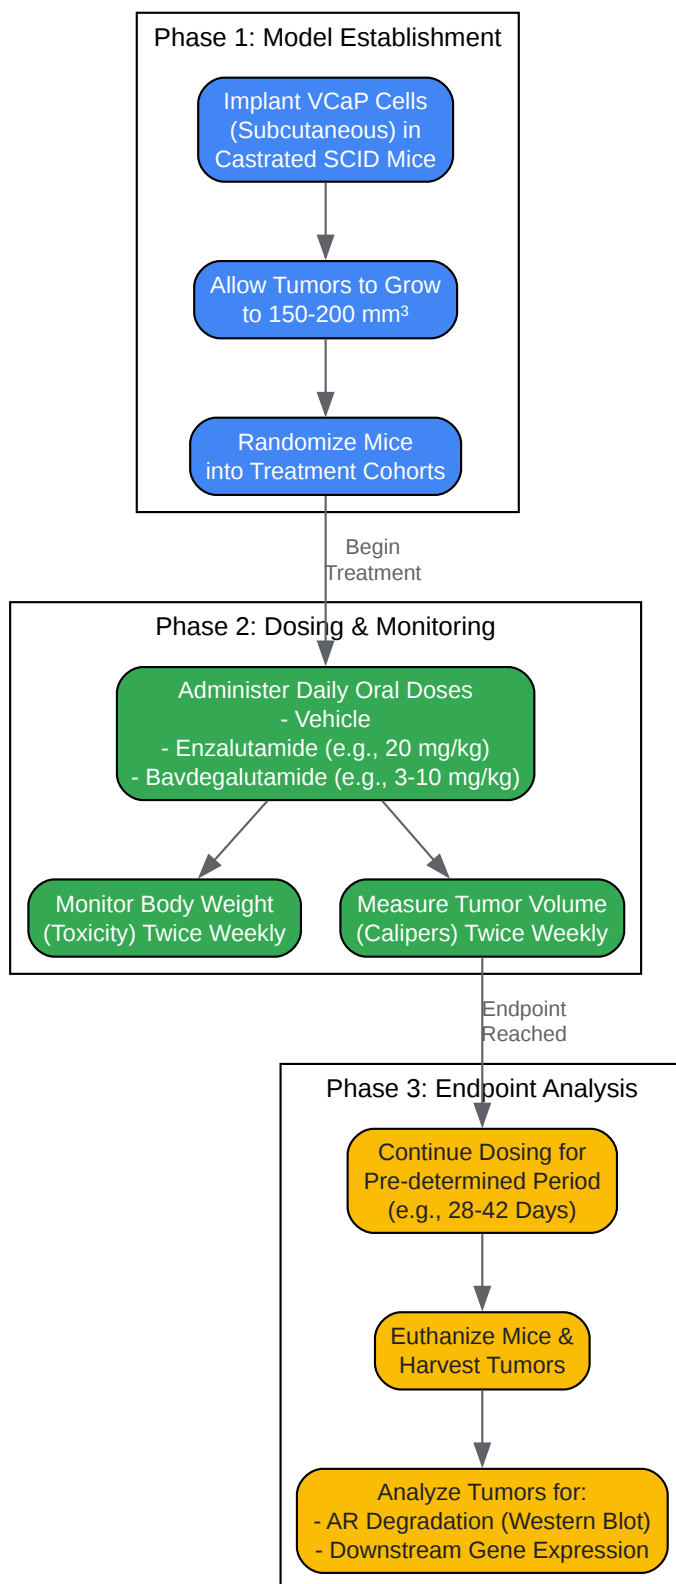 Phase 1: Model Establishment
Implant VCaP Cells
(Subcutaneous) in
Castrated SCID Mice
Allow Tumors to Grow
to 150-200 mm³
Randomize Mice
into Treatment Cohorts
Begin
Treatment
Phase 2: Dosing & Monitoring
Administer Daily Oral Doses
- Vehicle
- Enzalutamide (e.g., 20 mg/kg)
- Bavdegalutamide (e.g., 3-10 mg/kg)
Monitor Body Weight
(Toxicity) Twice Weekly
Measure Tumor Volume
(Calipers) Twice Weekly
Endpoint
Reached
Phase 3: Endpoint Analysis
Continue Dosing for
Pre-determined Period
(e.g., 28-42 Days)
Euthanize Mice &
Harvest Tumors
Analyze Tumors for:
- AR Degradation (Western Blot)
- Downstream Gene Expression